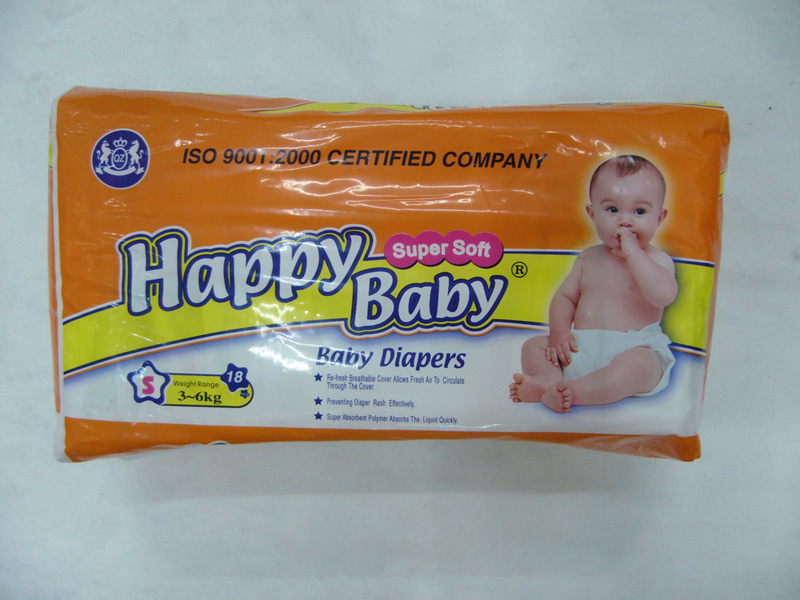 QZ
ISO 9001:2000 CERTIFIED COMPANY
Happy
Super Soft
Baby ®
Baby Diapers
S
Weight Range
3~6kg
18
★ Re-fresh Breathable Cover Allows Fresh Air To Circulate
Through The Cover.
★ Preventing Diaper Rash Effectively.
★ Super Absorbent Polymer Absorbs The Liquid Quickly.